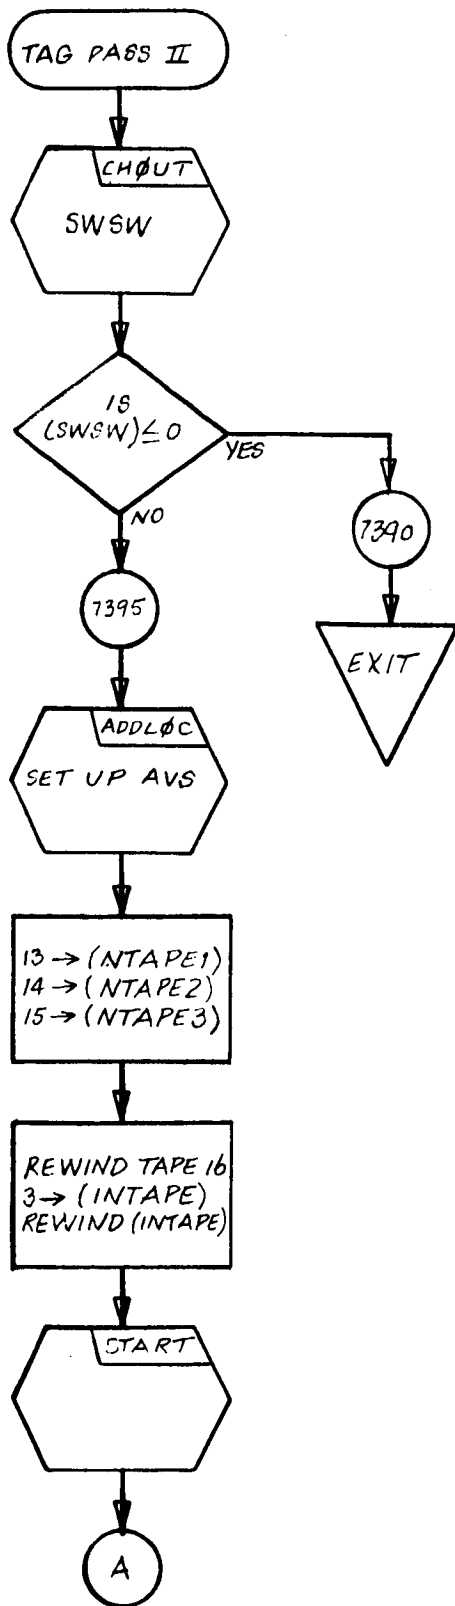 TAG PASS II
CHØUT
SWSW
IS
(SWSW)≤0
YES
NO
7390
7395
EXIT
ADDLØC
SET UP AVS
13→(NTAPE1)
14→(NTAPE2)
15→(NTAPE3)
REWIND TAPE 16
3→(INTAPE)
REWIND (INTAPE)
START
A